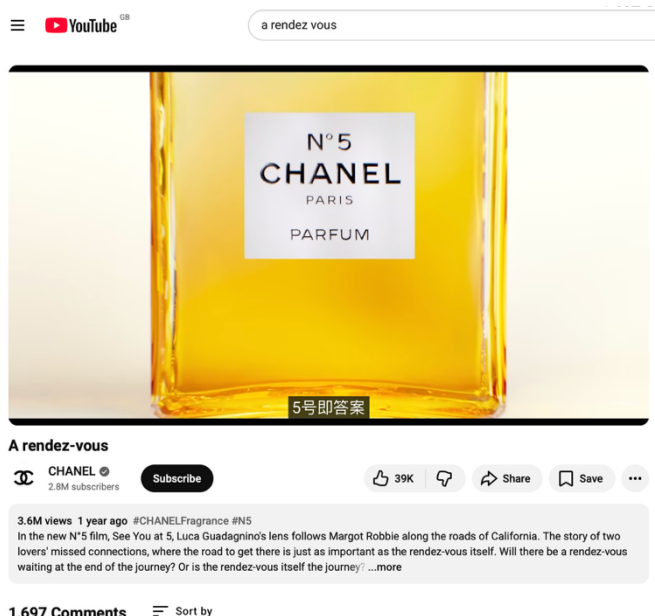 YouTube GB
a rendez vous
N°5
CHANEL
PARIS
PARFUM
5号即答案
A rendez-vous
CHANEL
2.8M subscribers
Subscribe
39K
Share
Save
3.6M views 1 year ago #CHANELFragrance #N5
In the new N°5 film, See You at 5, Luca Guadagnino's lens follows Margot Robbie along the roads of California. The story of two
lovers' missed connections, where the road to get there is just as important as the rendez-vous itself. Will there be a rendez-vous
waiting at the end of the journey? Or is the rendez-vous itself the journey? ...more
1,697 Comments
Sort by